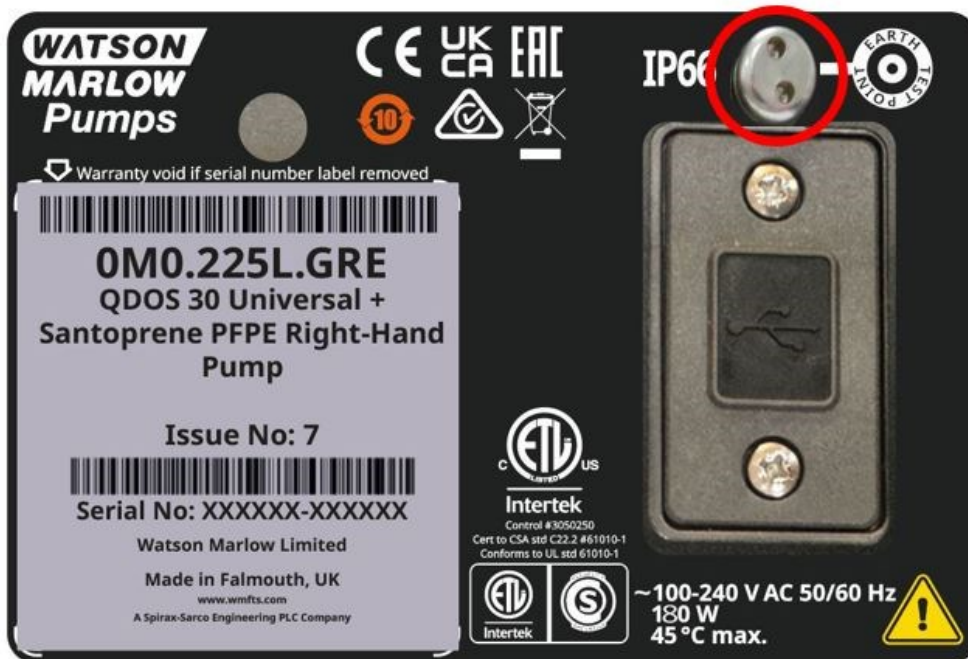 WATSON
MARLOW
Pumps
CE
UK
CA
EAC
10
Warranty void if serial number label removed
0M0.225L.GRE
QDOS 30 Universal +
Santoprene PFPE Right-Hand
Pump
Issue No: 7
Serial No: XXXXXX-XXXXXX
Watson Marlow Limited
Made in Falmouth, UK
www.wmfts.com
A Spirax-Sarco Engineering PLC Company
IP66
EARTH TEST POINT
C ETL US
LISTED
Intertek
Control #3050250
Cert to CSA std C22.2 #61010-1
Conforms to UL std 61010-1
ETL
Intertek
S
~100-240 V AC 50/60 Hz
180 W
45 °C max.